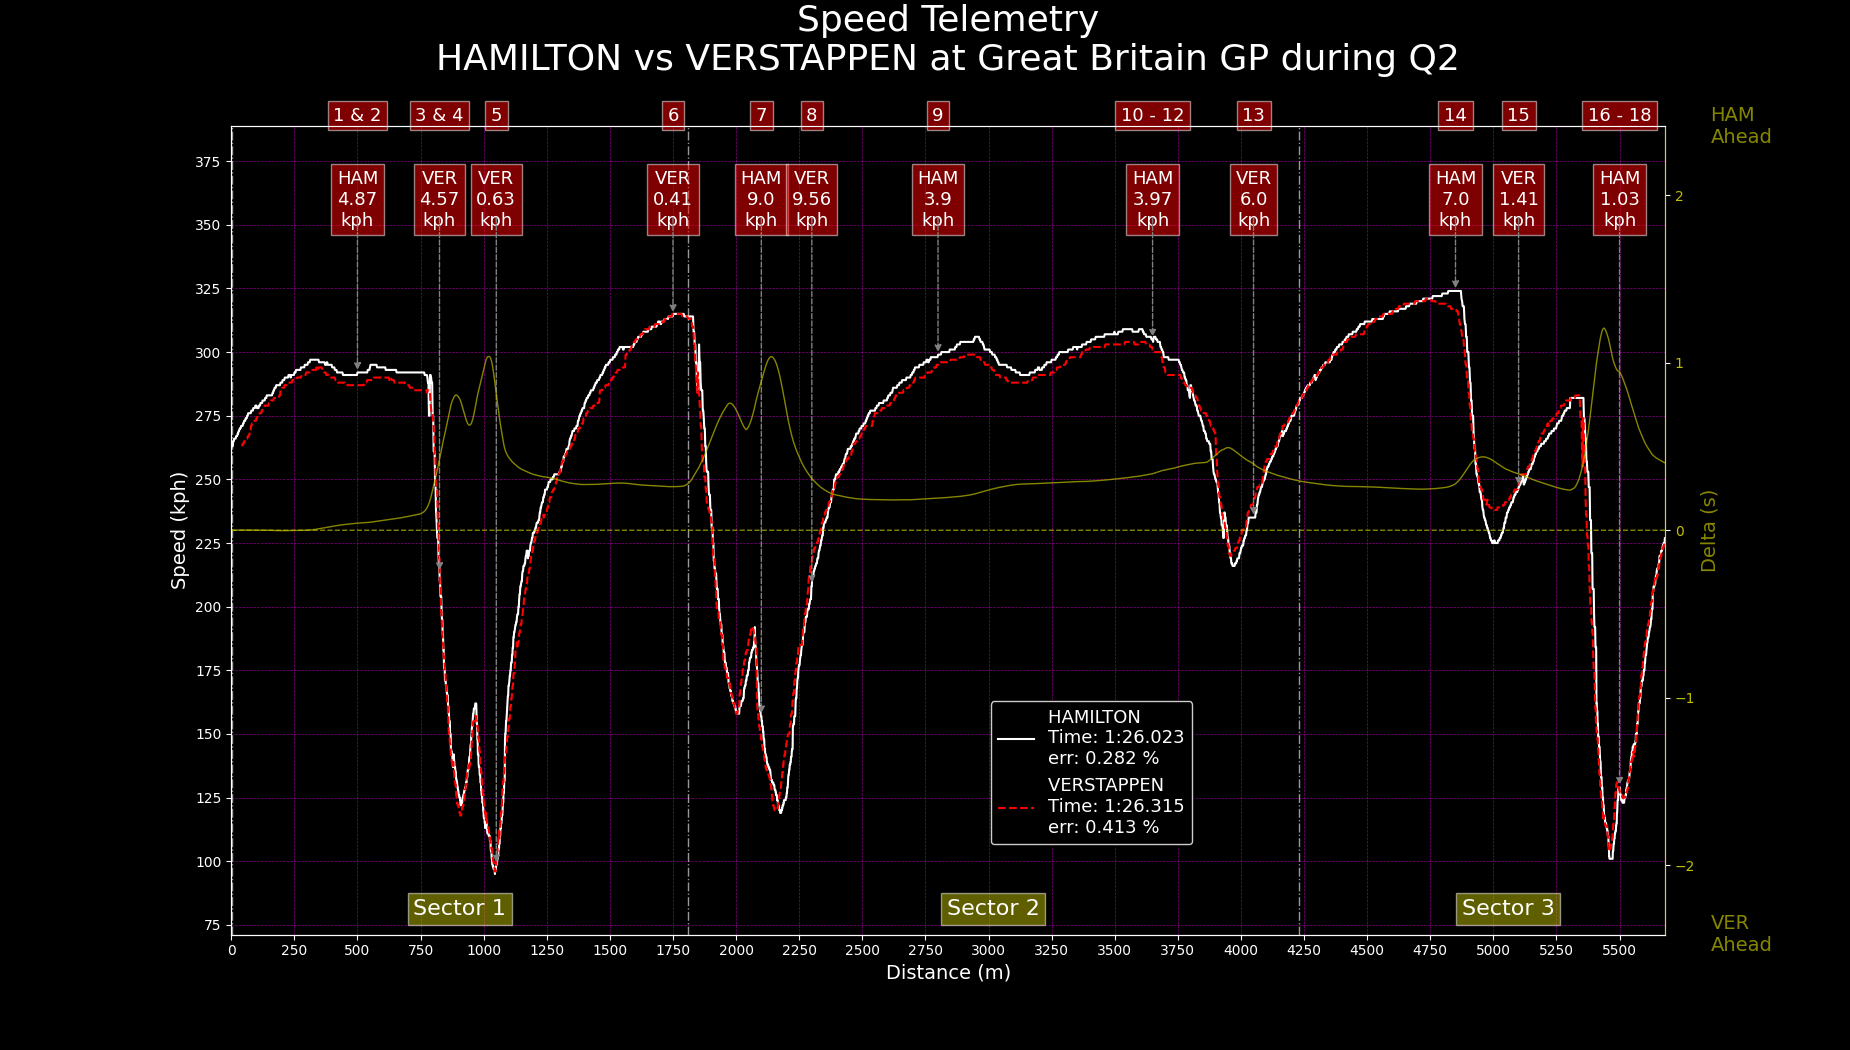 Speed Telemetry
HAMILTON vs VERSTAPPEN at Great Britain GP during Q2
1 & 2
3 & 4
5
6
7
8
9
10 - 12
13
14
15
16 - 18
HAM
Ahead
HAM
4.87
kph
VER
4.57
kph
VER
0.63
kph
VER
0.41
kph
HAM
9.0
kph
VER
9.56
kph
HAM
3.9
kph
HAM
3.97
kph
VER
6.0
kph
HAM
7.0
kph
VER
1.41
kph
HAM
1.03
kph
375
350
325
300
275
250
225
200
175
150
125
100
75
Speed (kph)
2
1
0
−1
−2
Delta (s)
HAMILTON
Time: 1:26.023
err: 0.282 %
VERSTAPPEN
Time: 1:26.315
err: 0.413 %
Sector 1
Sector 2
Sector 3
VER
Ahead
0 250 500 750 1000 1250 1500 1750 2000 2250 2500 2750 3000 3250 3500 3750 4000 4250 4500 4750 5000 5250 5500
Distance (m)